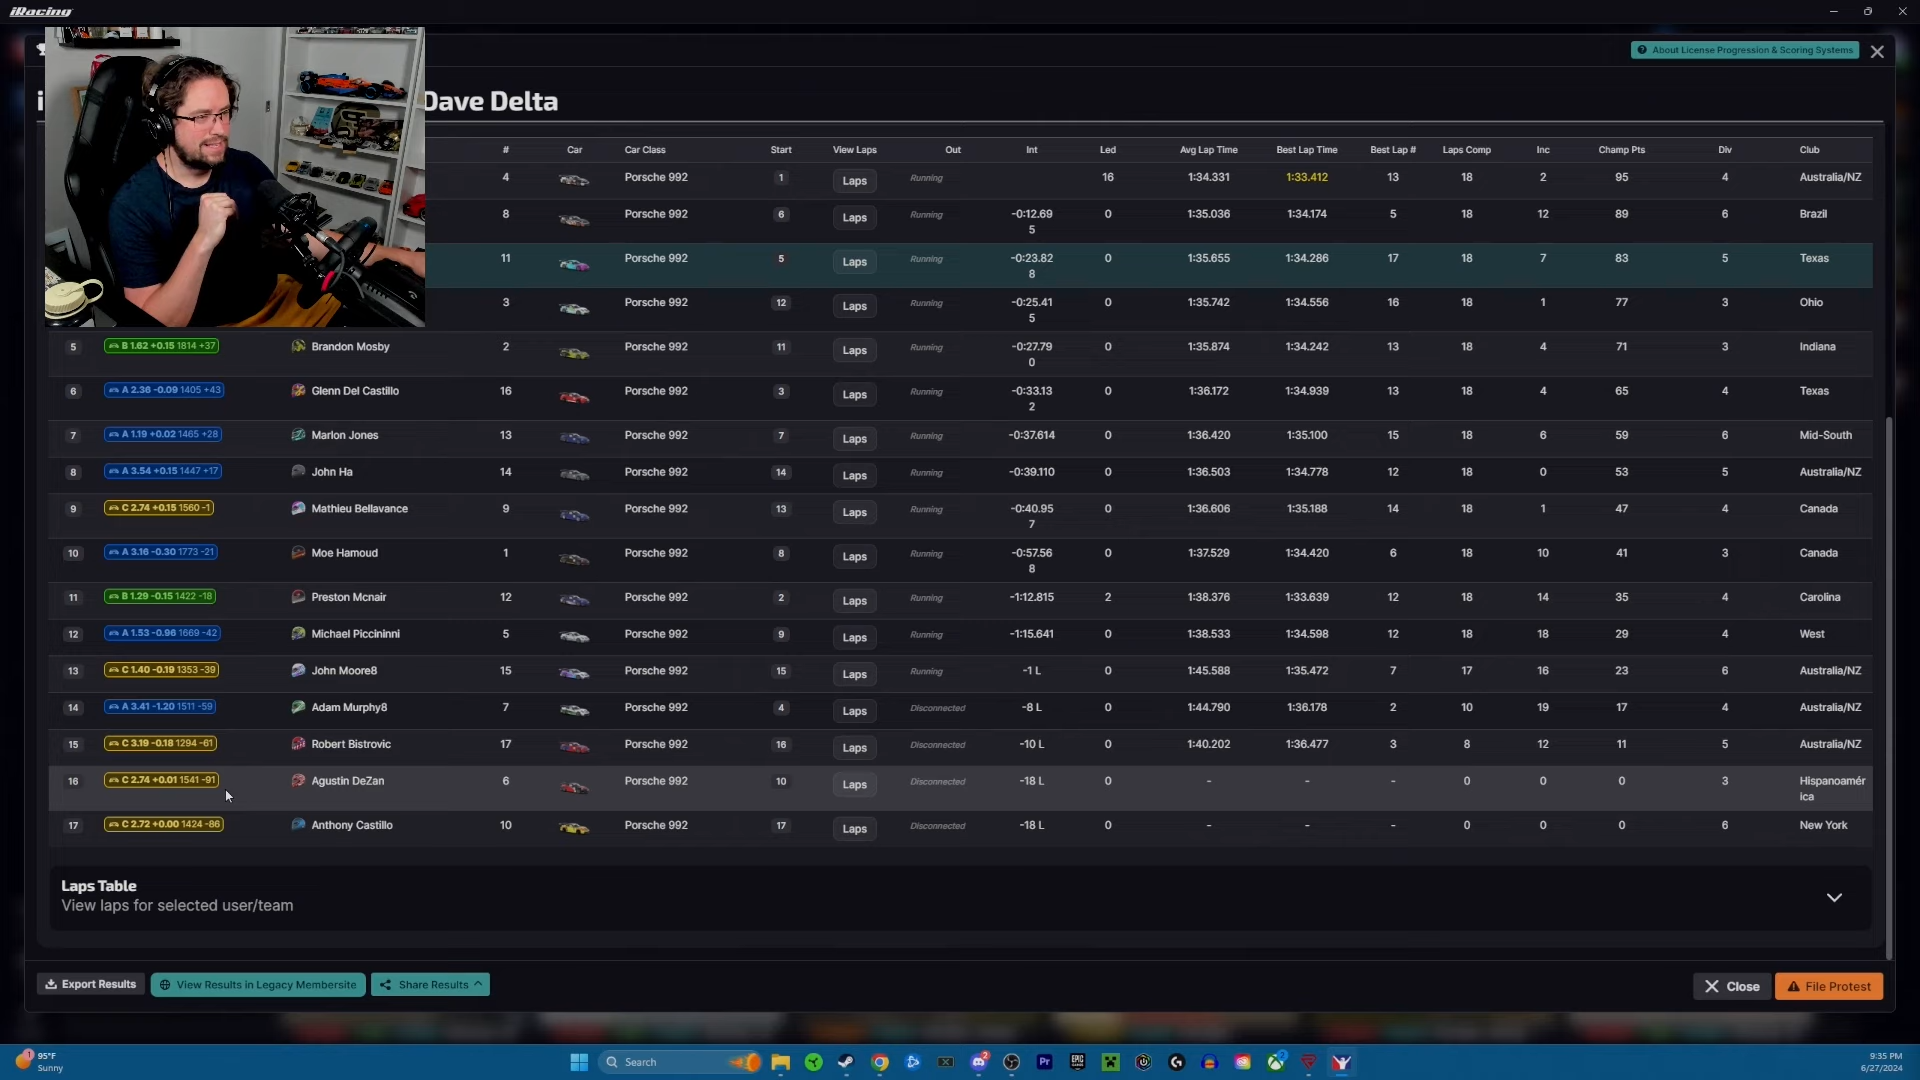 iRacing
About License Progression & Scoring Systems
Dave Delta
# Car Car Class Start View Laps Out Int Led Avg Lap Time Best Lap Time Best Lap # Laps Comp Inc Champ Pts Div Club
4 Porsche 992 1 Laps Running 16 1:34.331 1:33.412 13 18 2 95 4 Australia/NZ
8 Porsche 992 6 Laps Running -0:12.69 0 1:35.036 1:34.174 5 18 12 89 6 Brazil
5
11 Porsche 992 5 Laps Running -0:23.82 0 1:35.655 1:34.286 17 18 7 83 5 Texas
8
3 Porsche 992 12 Laps Running -0:25.41 0 1:35.742 1:34.556 16 18 1 77 3 Ohio
5
5 B 1.62 +0.15 1814 +37 Brandon Mosby 2 Porsche 992 11 Laps Running -0:27.79 0 1:35.874 1:34.242 13 18 4 71 3 Indiana
0
6 A 2.36 -0.09 1405 +43 Glenn Del Castillo 16 Porsche 992 3 Laps Running -0:33.13 0 1:36.172 1:34.939 13 18 4 65 4 Texas
2
7 A 1.19 +0.02 1465 +28 Marlon Jones 13 Porsche 992 7 Laps Running -0:37.614 0 1:36.420 1:35.100 15 18 6 59 6 Mid-South
8 A 3.54 +0.15 1447 +17 John Ha 14 Porsche 992 14 Laps Running -0:39.110 0 1:36.503 1:34.778 12 18 0 53 5 Australia/NZ
9 C 2.74 +0.15 1560 -1 Mathieu Bellavance 9 Porsche 992 13 Laps Running -0:40.95 0 1:36.606 1:35.188 14 18 1 47 4 Canada
7
10 A 3.16 -0.30 1773 -21 Moe Hamoud 1 Porsche 992 8 Laps Running -0:57.56 0 1:37.529 1:34.420 6 18 10 41 3 Canada
8
11 B 1.29 -0.15 1422 -18 Preston Mcnair 12 Porsche 992 2 Laps Running -1:12.815 2 1:38.376 1:33.639 12 18 14 35 4 Carolina
12 A 1.53 -0.96 1669 -42 Michael Piccininni 5 Porsche 992 9 Laps Running -1:15.641 0 1:38.533 1:34.598 12 18 18 29 4 West
13 C 1.40 -0.19 1353 -39 John Moore8 15 Porsche 992 15 Laps Running -1 L 0 1:45.588 1:35.472 7 17 16 23 6 Australia/NZ
14 A 3.41 -1.20 1511 -59 Adam Murphy8 7 Porsche 992 4 Laps Disconnected -8 L 0 1:44.790 1:36.178 2 10 19 17 4 Australia/NZ
15 C 3.19 -0.18 1294 -61 Robert Bistrovic 17 Porsche 992 16 Laps Disconnected -10 L 0 1:40.202 1:36.477 3 8 12 11 5 Australia/NZ
16 C 2.74 +0.01 1541 -91 Agustin DeZan 6 Porsche 992 10 Laps Disconnected -18 L 0 - - - 0 0 0 3 Hispanoamér
ica
17 C 2.72 +0.00 1424 -86 Anthony Castillo 10 Porsche 992 17 Laps Disconnected -18 L 0 - - - 0 0 0 6 New York
Laps Table
View laps for selected user/team
Export Results View Results in Legacy Membersite Share Results Close File Protest
95°F
Sunny
Search
9:35 PM
6/27/2024